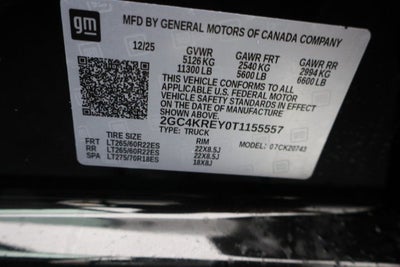 gm
MFD BY GENERAL MOTORS OF CANADA COMPANY
12/25 GVWR GAWR FRT GAWR RR
5126 KG 2540 KG 2994 KG
11300 LB 5600 LB 6600 LB
THIS VEHICLE CONFORMS TO ALL
APPLICABLE U.S. FEDERAL MOTOR
VEHICLE SAFETY STANDARDS IN
EFFECT ON THE DATE OF MANUFACTURE
SHOWN ABOVE.
2GC4KREY0T1155557
TYPE: TRUCK MODEL: 07CK20743
TIRE SIZE RIM
FRT LT265/60R22ES 22X8.5J
RR LT265/60R22ES 22X8.5J
SPA LT275/70R18ES 18X8J